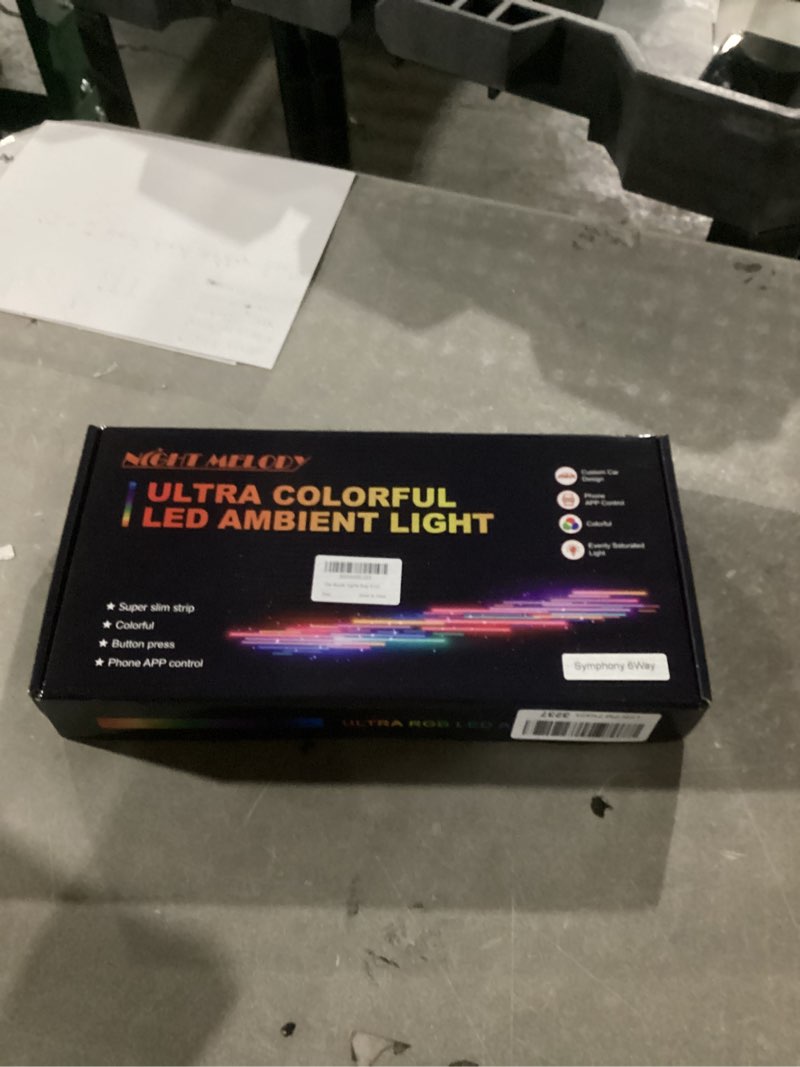 NIGHT MELODY
ULTRA COLORFUL
LED AMBIENT LIGHT
Custom Car
Design
Phone
APP Control
Colorful
Evenly Saturated
Light
★ Super slim strip
★ Colorful
★ Button press
★ Phone APP control
Symphony 6Way
ULTRA RGB LED A